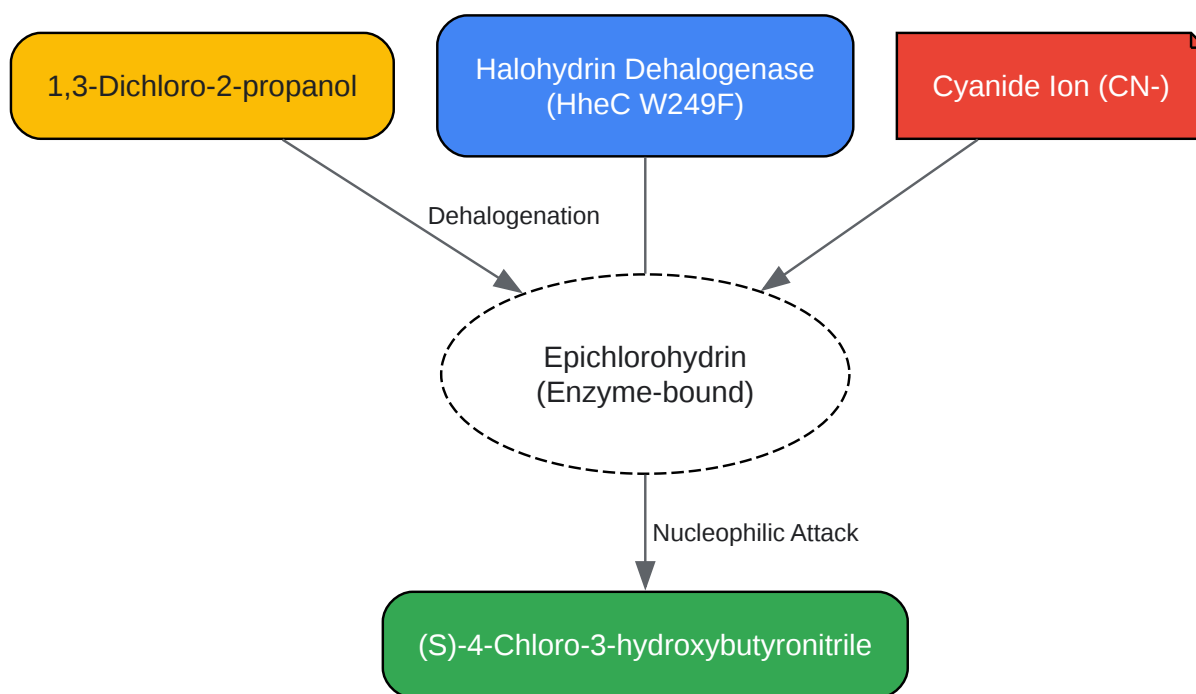 1,3-Dichloro-2-propanol
Halohydrin Dehalogenase
(HheC W249F)
Cyanide Ion (CN-)
Dehalogenation
Epichlorohydrin
(Enzyme-bound)
Nucleophilic Attack
(S)-4-Chloro-3-hydroxybutyronitrile